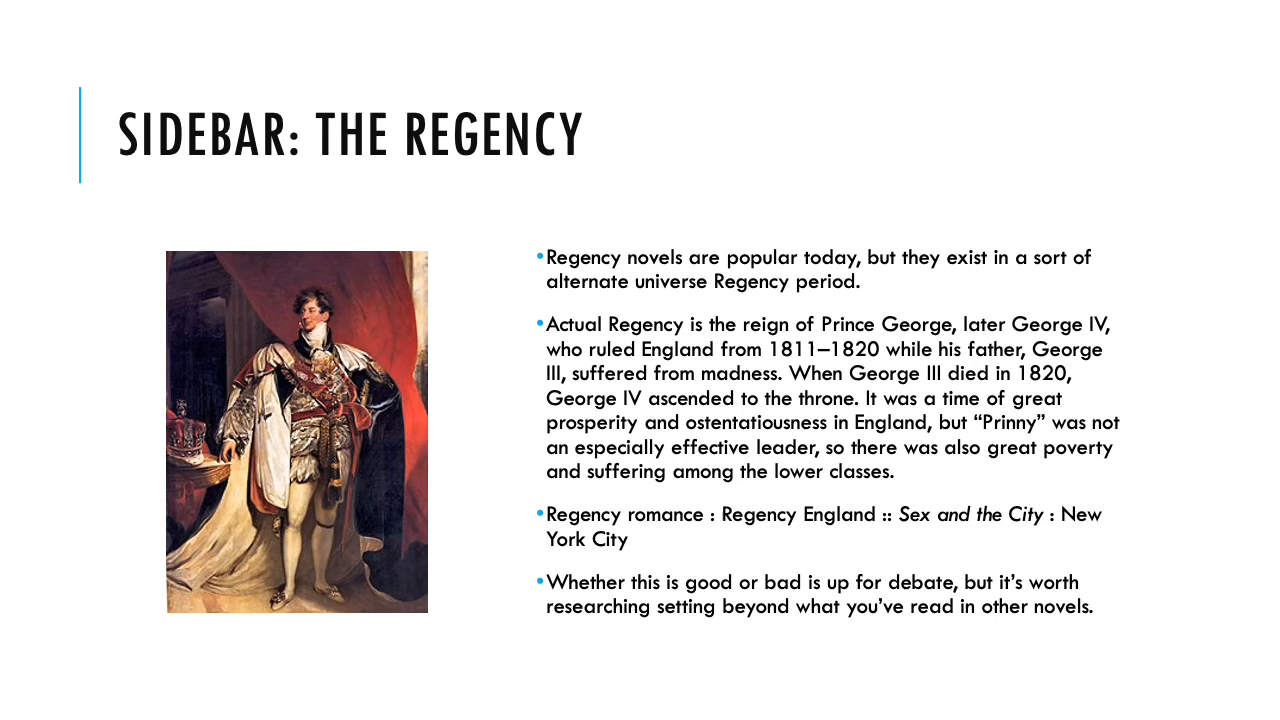 SIDEBAR: THE REGENCY
•Regency novels are popular today, but they exist in a sort of
alternate universe Regency period.
•Actual Regency is the reign of Prince George, later George IV,
who ruled England from 1811–1820 while his father, George
III, suffered from madness. When George III died in 1820,
George IV ascended to the throne. It was a time of great
prosperity and ostentatiousness in England, but “Prinny” was not
an especially effective leader, so there was also great poverty
and suffering among the lower classes.
•Regency romance : Regency England :: Sex and the City : New
York City
•Whether this is good or bad is up for debate, but it’s worth
researching setting beyond what you’ve read in other novels.